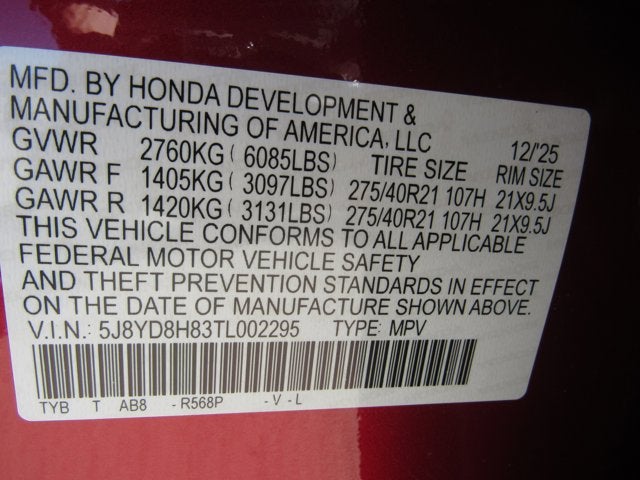 MFD. BY HONDA DEVELOPMENT &
MANUFACTURING OF AMERICA, LLC 12/'25
GVWR 2760KG ( 6085LBS) TIRE SIZE RIM SIZE
GAWR F 1405KG ( 3097LBS) 275/40R21 107H 21X9.5J
GAWR R 1420KG ( 3131LBS) 275/40R21 107H 21X9.5J
THIS VEHICLE CONFORMS TO ALL APPLICABLE
FEDERAL MOTOR VEHICLE SAFETY
AND THEFT PREVENTION STANDARDS IN EFFECT
ON THE DATE OF MANUFACTURE SHOWN ABOVE.
V.I.N.: 5J8YD8H83TL002295 TYPE: MPV
TYB T AB8 - R568P - V - L